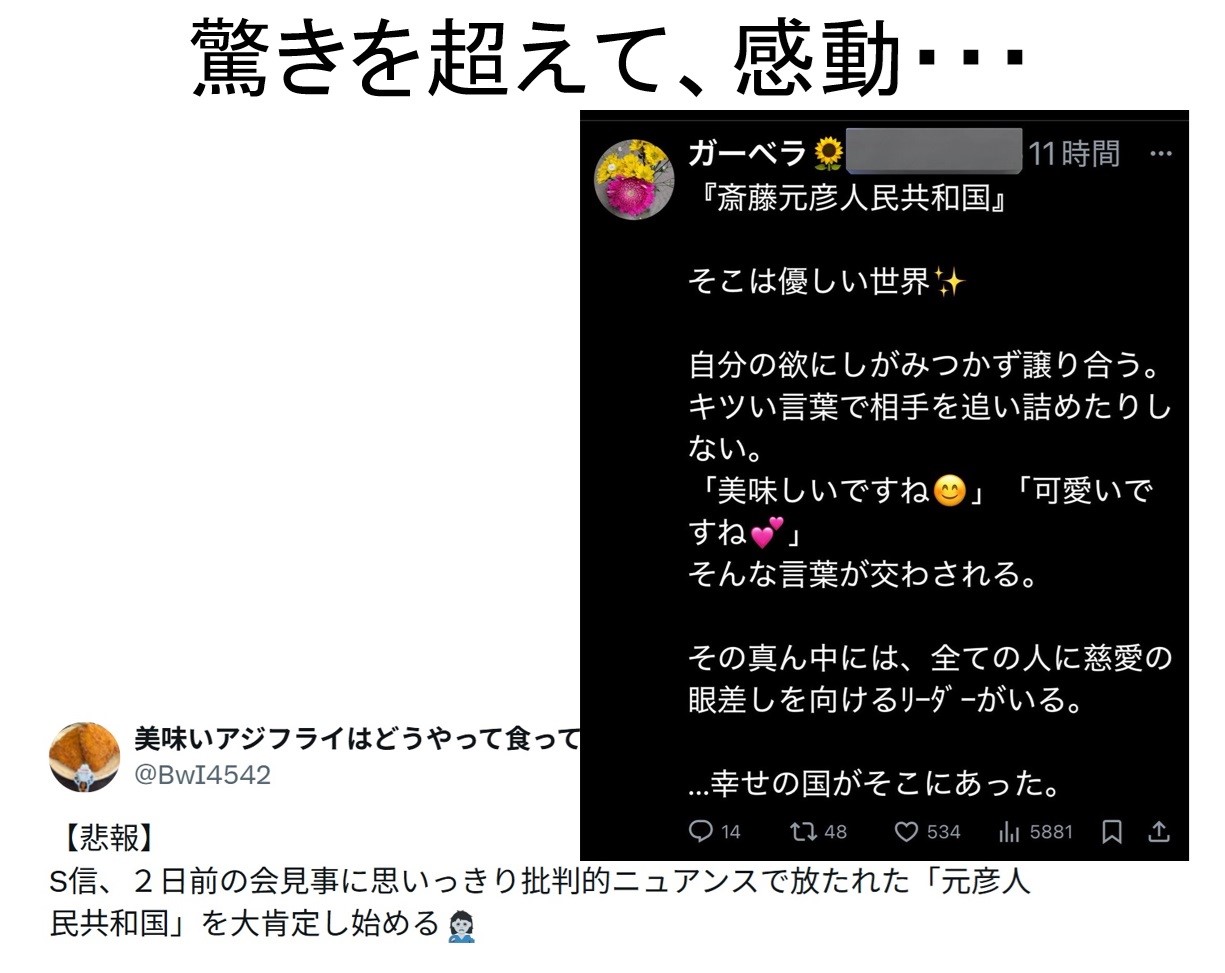 驚きを超えて、感動・・・
ガーベラ🌻 11時間 …
『斎藤元彦人民共和国』
そこは優しい世界✨
自分の欲にしがみつかず譲り合う。
キツい言葉で相手を追い詰めたりし
ない。
「美味しいですね😊」「可愛いで
すね💕」
そんな言葉が交わされる。
その真ん中には、全ての人に慈愛の
眼差しを向けるﾘｰﾀﾞｰがいる。
...幸せの国がそこにあった。
14 48 534 5881
美味いアジフライはどうやって食って
@BwI4542
【悲報】
S信、２日前の会見事に思いっきり批判的ニュアンスで放たれた「元彦人
民共和国」を大肯定し始める🧟‍♀️